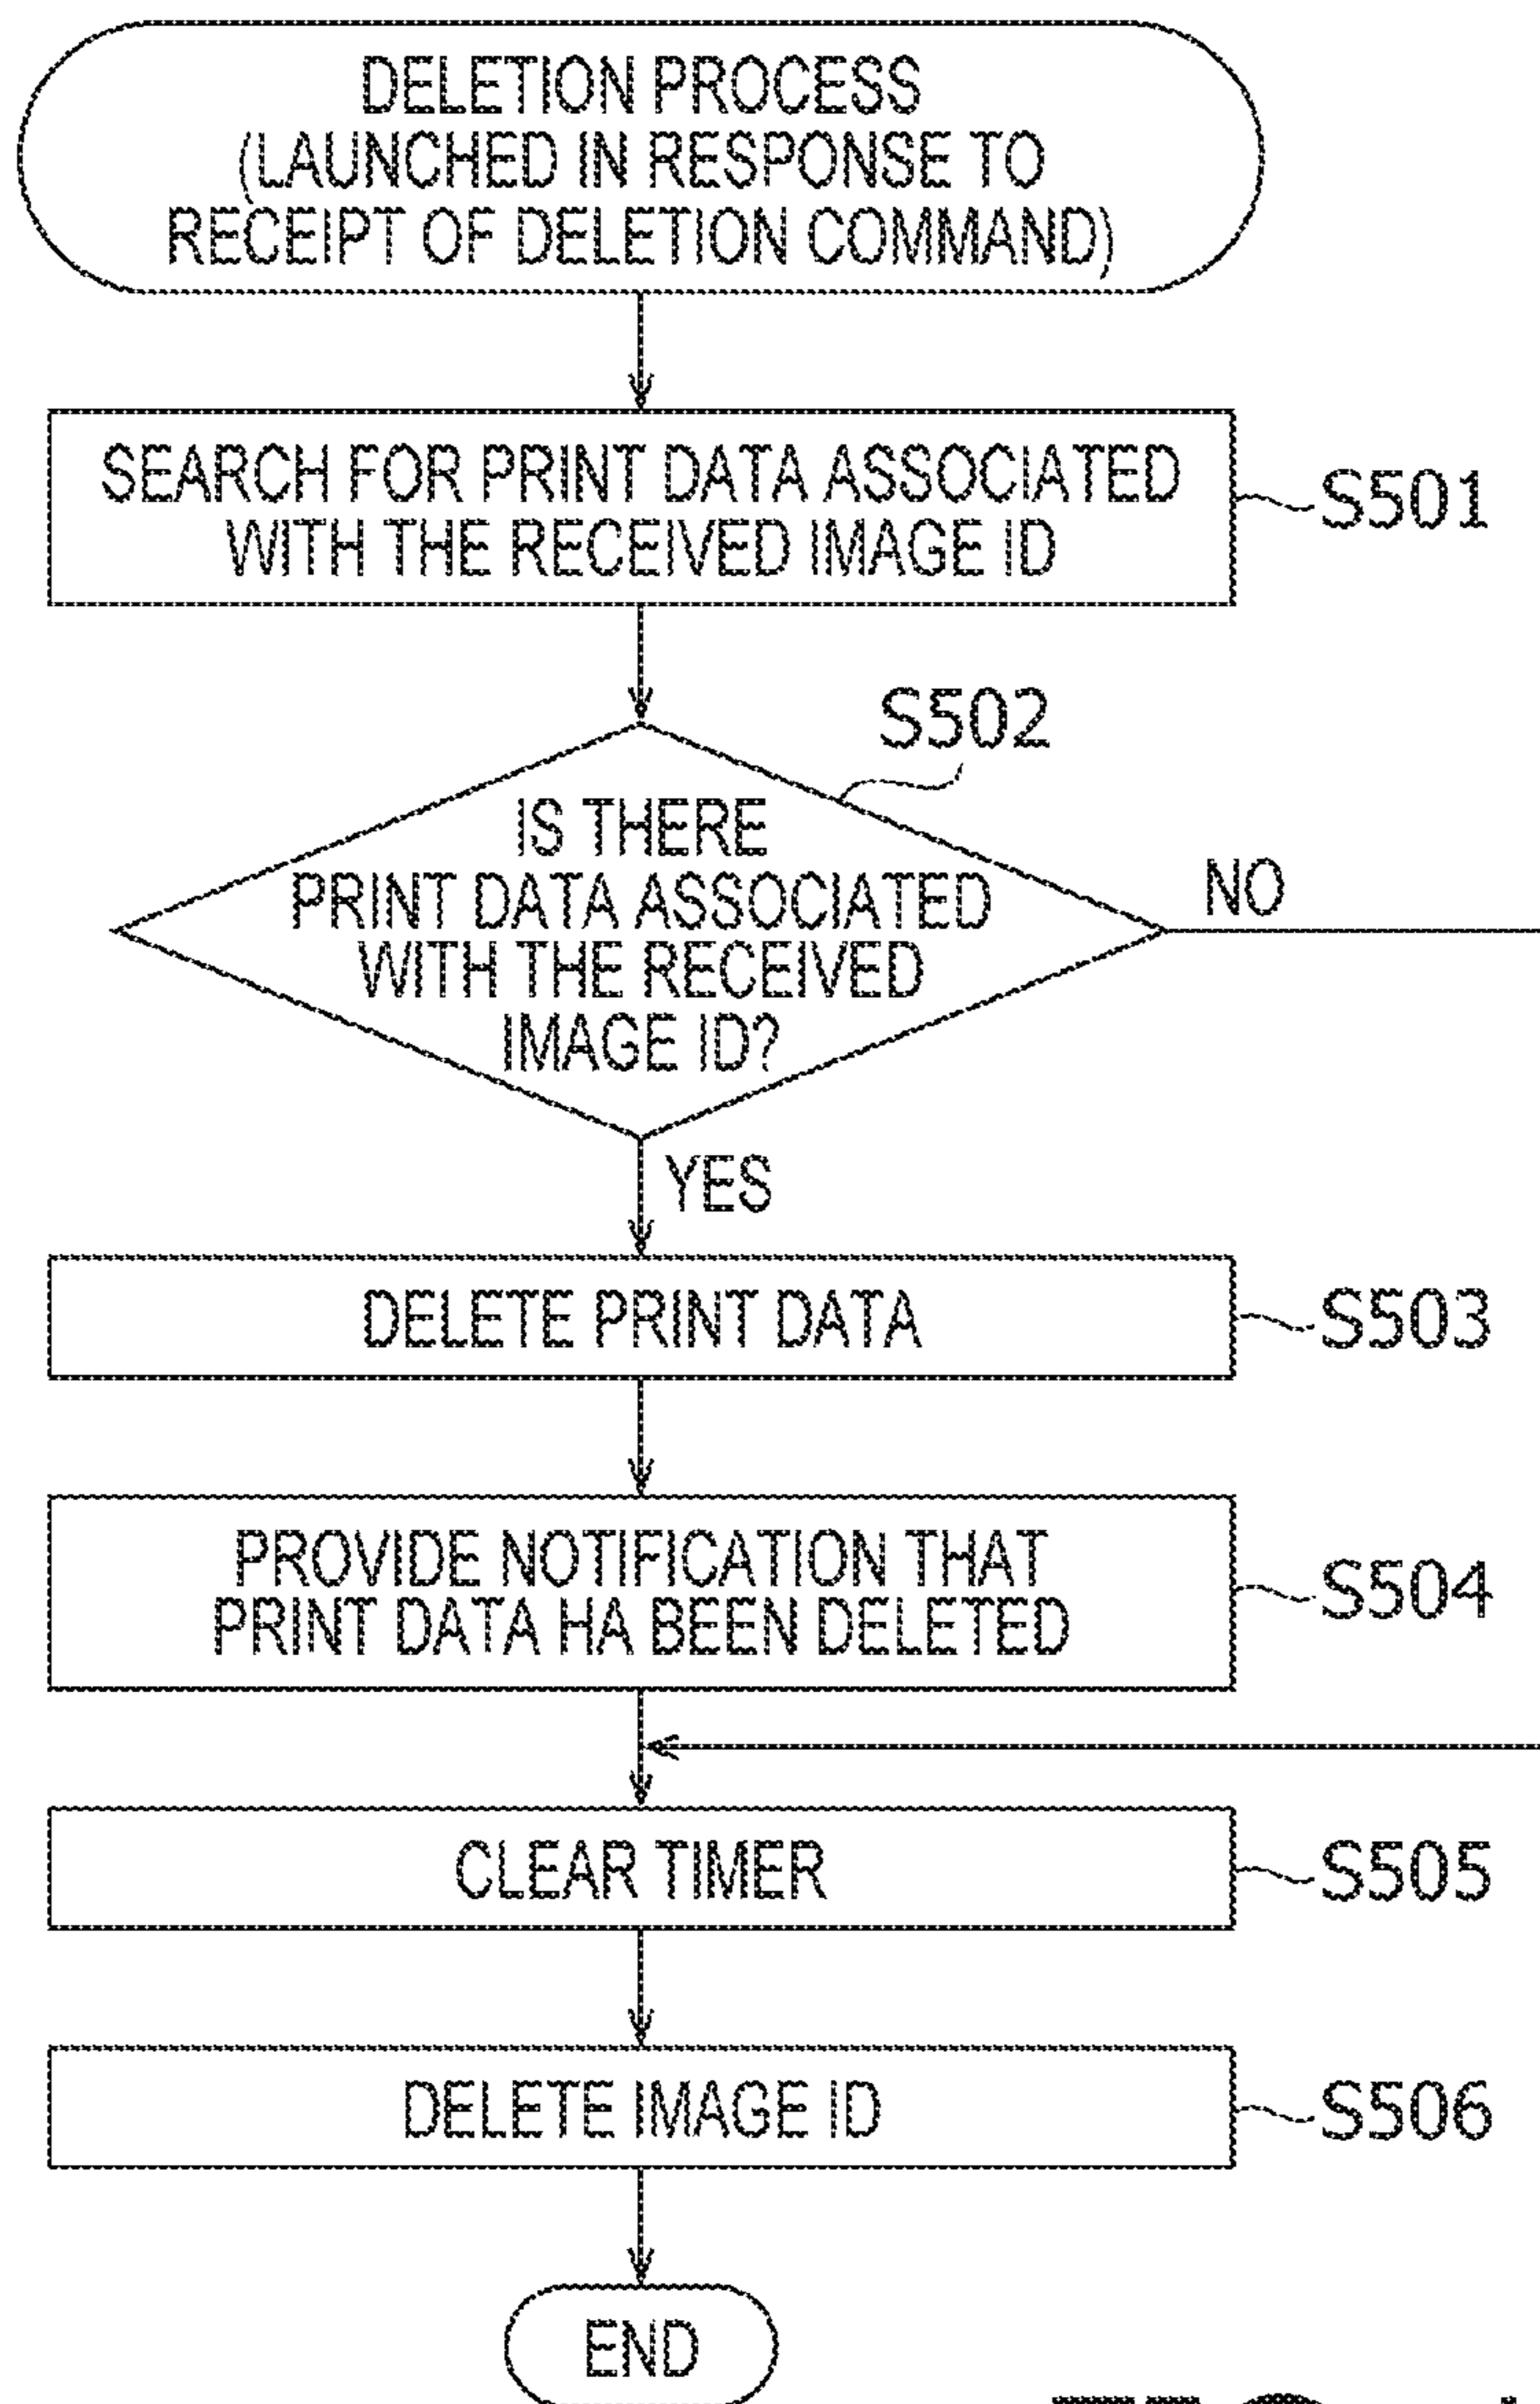 DELETION PROCESS
(LAUNCHED IN RESPONSE TO
RECEIPT OF DELETION COMMAND)
SEARCH FOR PRINT DATA ASSOCIATED
WITH THE RECEIVED IMAGE ID
S501
S502
IS THERE
PRINT DATA ASSOCIATED
WITH THE RECEIVED
IMAGE ID?
NO
YES
DELETE PRINT DATA
S503
PROVIDE NOTIFICATION THAT
PRINT DATA HA BEEN DELETED
S504
CLEAR TIMER
S505
DELETE IMAGE ID
S506
END